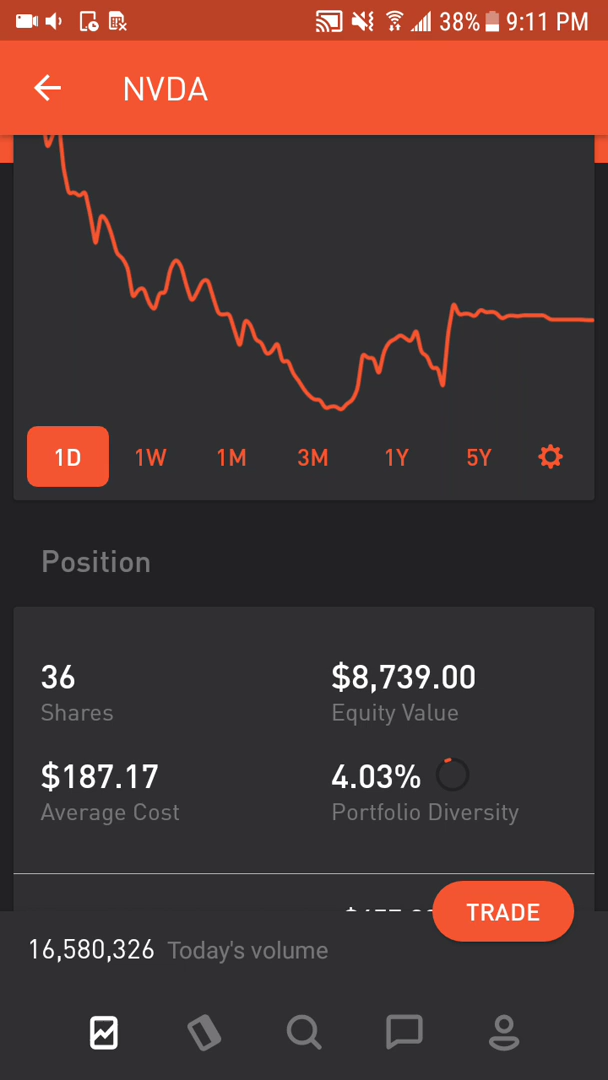 38% 9:11 PM
NVDA
1D 1W 1M 3M 1Y 5Y
Position
36 $8,739.00
Shares Equity Value
$187.17 4.03%
Average Cost Portfolio Diversity
TRADE
16,580,326 Today's volume